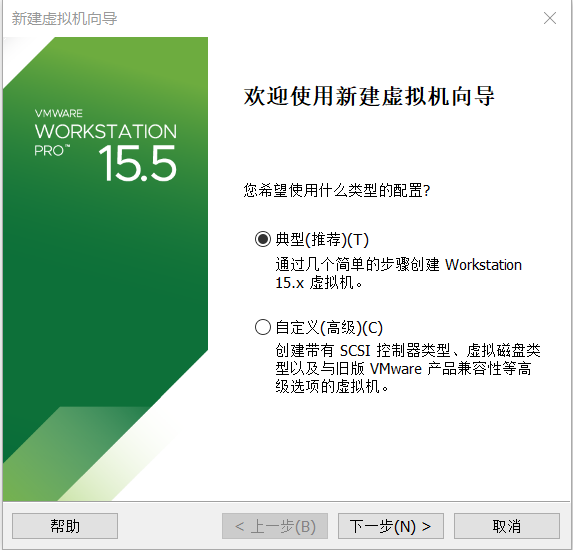 新建虚拟机向导
VMWARE
WORKSTATION
PRO™
15.5
欢迎使用新建虚拟机向导
您希望使用什么类型的配置?
典型(推荐)(T)
通过几个简单的步骤创建 Workstation
15.x 虚拟机。
自定义(高级)(C)
创建带有 SCSI 控制器类型、虚拟磁盘类
型以及与旧版 VMware 产品兼容性等高
级选项的虚拟机。
帮助
< 上一步(B)
下一步(N) >
取消